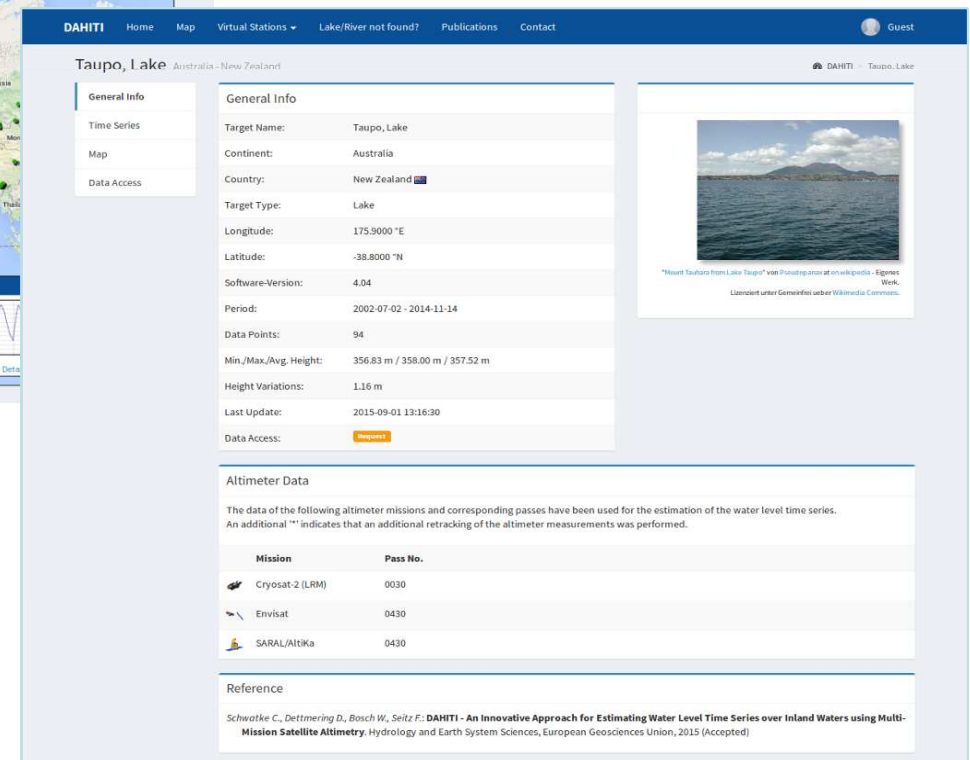 DAHITI Home Map Virtual Stations Lake/River not found? Publications Contact Guest
Taupo, Lake Australia - New Zealand
DAHITI > Taupo, Lake
General Info
Time Series
Map
Data Access
General Info
Target Name: Taupo, Lake
Continent: Australia
Country: New Zealand
Target Type: Lake
Longitude: 175.9000 °E
Latitude: -38.8000 °N
Software-Version: 4.04
Period: 2002-07-02 - 2014-11-14
Data Points: 94
Min./Max./Avg. Height: 356.83 m / 358.00 m / 357.52 m
Height Variations: 1.16 m
Last Update: 2015-09-01 13:16:30
Data Access: Request
"Mount Tauhara from Lake Taupo" von Pseudopanax at en.wikipedia - Eigenes
Werk.
Lizenziert unter Gemeinfrei ueber Wikimedia Commons.
Altimeter Data
The data of the following altimeter missions and corresponding passes have been used for the estimation of the water level time series.
An additional '*' indicates that an additional retracking of the altimeter measurements was performed.
Mission Pass No.
Cryosat-2 (LRM) 0030
Envisat 0430
SARAL/AltiKa 0430
Reference
Schwatke C., Dettmering D., Bosch W., Seitz F.: DAHITI - An Innovative Approach for Estimating Water Level Time Series over Inland Waters using Multi-
Mission Satellite Altimetry. Hydrology and Earth System Sciences, European Geosciences Union, 2015 (Accepted)